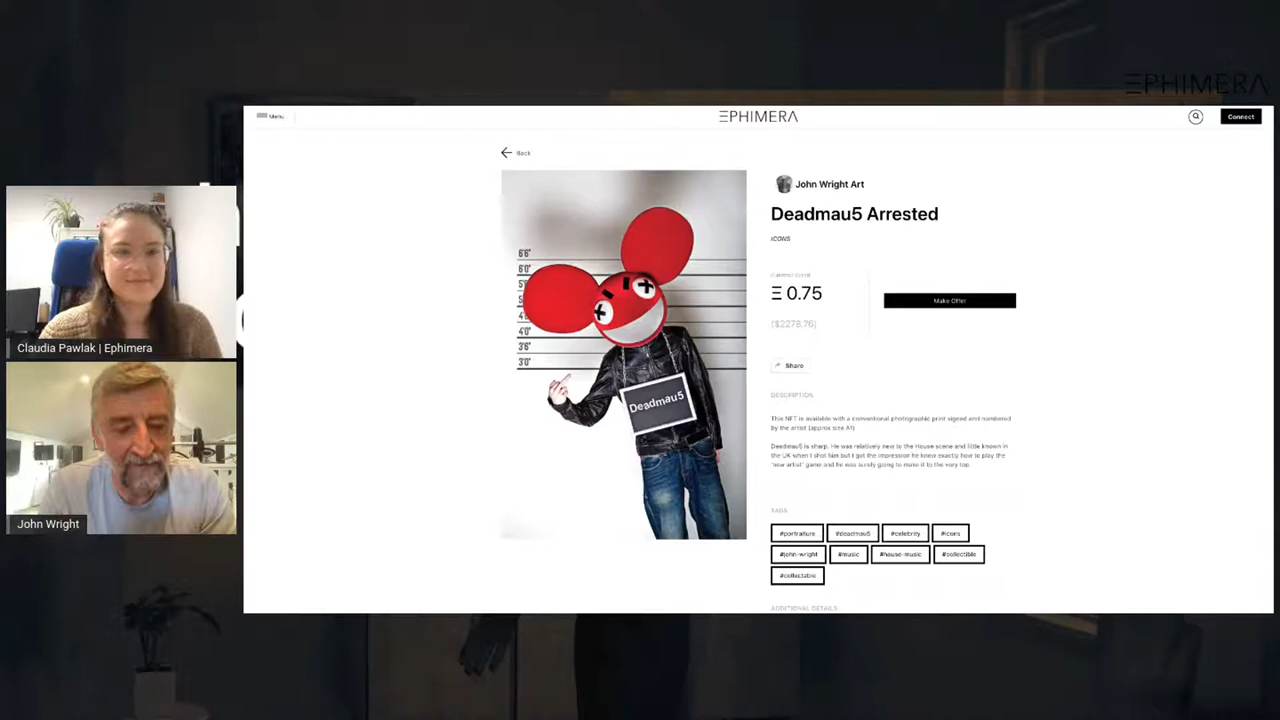 ΞPHIMERA
Menu
ΞPHIMERA
Connect
Back
John Wright Art
Deadmau5 Arrested
ICONS
Ξ 0.75
Make Offer
($2278.76)
Share
DESCRIPTION
This NFT is available with a conventional photographic print signed and numbered
by the artist (approx size A1)
Deadmau5 is sharp. He was relatively new to the House scene and little known in
the UK when I shot him but I got the impression he knew exactly how to play the
"new artist" game and he was surely going to make it to the very top.
TAGS
#portraiture #deadmau5 #celebrity #icons
#john-wright #music #house-music #collectible
#collectable
ADDITIONAL DETAILS
6'6"
6'0"
4'0"
3'6"
3'0"
Deadmau5
Claudia Pawlak | Ephimera
John Wright